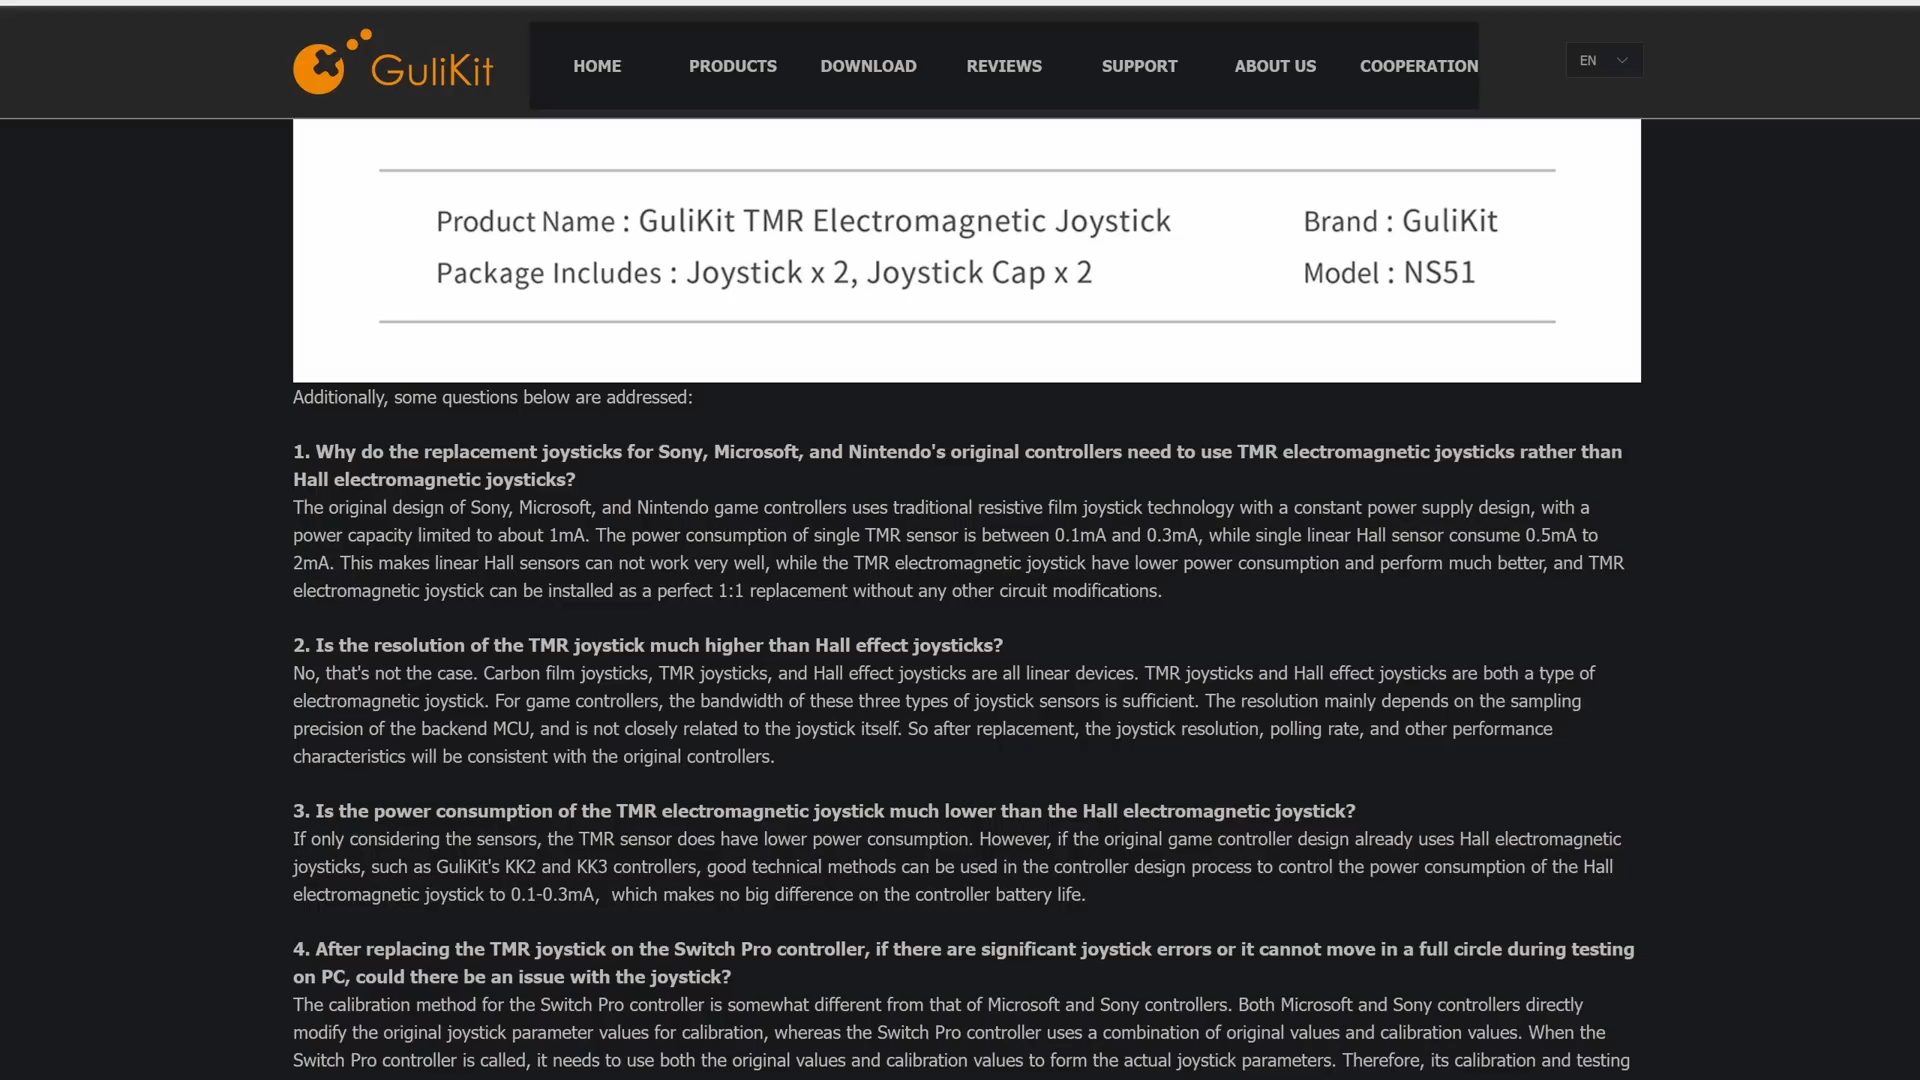 GuliKit
HOME PRODUCTS DOWNLOAD REVIEWS SUPPORT ABOUT US COOPERATION EN
Product Name : GuliKit TMR Electromagnetic Joystick Brand : GuliKit
Package Includes : Joystick x 2, Joystick Cap x 2 Model : NS51
Additionally, some questions below are addressed:
1. Why do the replacement joysticks for Sony, Microsoft, and Nintendo's original controllers need to use TMR electromagnetic joysticks rather than
Hall electromagnetic joysticks?
The original design of Sony, Microsoft, and Nintendo game controllers uses traditional resistive film joystick technology with a constant power supply design, with a
power capacity limited to about 1mA. The power consumption of single TMR sensor is between 0.1mA and 0.3mA, while single linear Hall sensor consume 0.5mA to
2mA. This makes linear Hall sensors can not work very well, while the TMR electromagnetic joystick have lower power consumption and perform much better, and TMR
electromagnetic joystick can be installed as a perfect 1:1 replacement without any other circuit modifications.
2. Is the resolution of the TMR joystick much higher than Hall effect joysticks?
No, that's not the case. Carbon film joysticks, TMR joysticks, and Hall effect joysticks are all linear devices. TMR joysticks and Hall effect joysticks are both a type of
electromagnetic joystick. For game controllers, the bandwidth of these three types of joystick sensors is sufficient. The resolution mainly depends on the sampling
precision of the backend MCU, and is not closely related to the joystick itself. So after replacement, the joystick resolution, polling rate, and other performance
characteristics will be consistent with the original controllers.
3. Is the power consumption of the TMR electromagnetic joystick much lower than the Hall electromagnetic joystick?
If only considering the sensors, the TMR sensor does have lower power consumption. However, if the original game controller design already uses Hall electromagnetic
joysticks, such as GuliKit's KK2 and KK3 controllers, good technical methods can be used in the controller design process to control the power consumption of the Hall
electromagnetic joystick to 0.1-0.3mA，which makes no big difference on the controller battery life.
4. After replacing the TMR joystick on the Switch Pro controller, if there are significant joystick errors or it cannot move in a full circle during testing
on PC, could there be an issue with the joystick?
The calibration method for the Switch Pro controller is somewhat different from that of Microsoft and Sony controllers. Both Microsoft and Sony controllers directly
modify the original joystick parameter values for calibration, whereas the Switch Pro controller uses a combination of original values and calibration values. When the
Switch Pro controller is called, it needs to use both the original values and calibration values to form the actual joystick parameters. Therefore, its calibration and testing